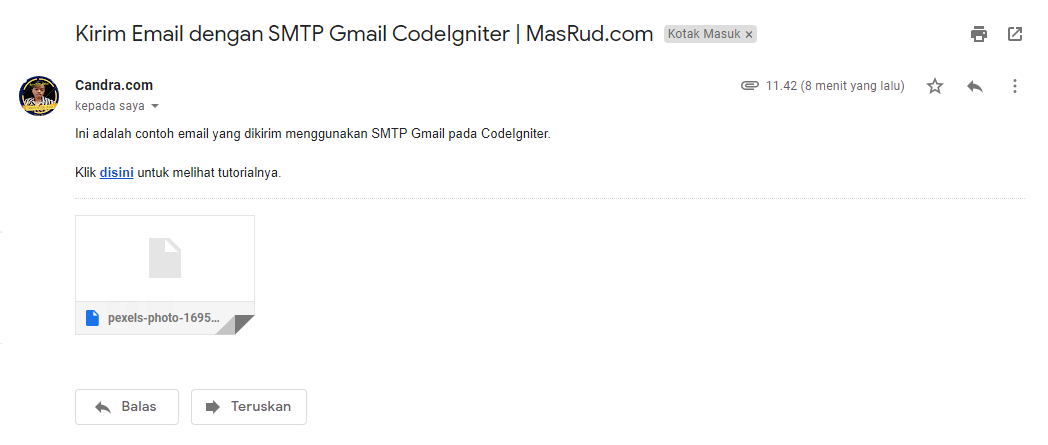 Kirim Email dengan SMTP Gmail CodeIgniter | MasRud.com Kotak Masuk ×
Candra.com 11.42 (8 menit yang lalu)
kepada saya
Ini adalah contoh email yang dikirim menggunakan SMTP Gmail pada CodeIgniter.
Klik disini untuk melihat tutorialnya.
pexels-photo-1695...
Balas Teruskan